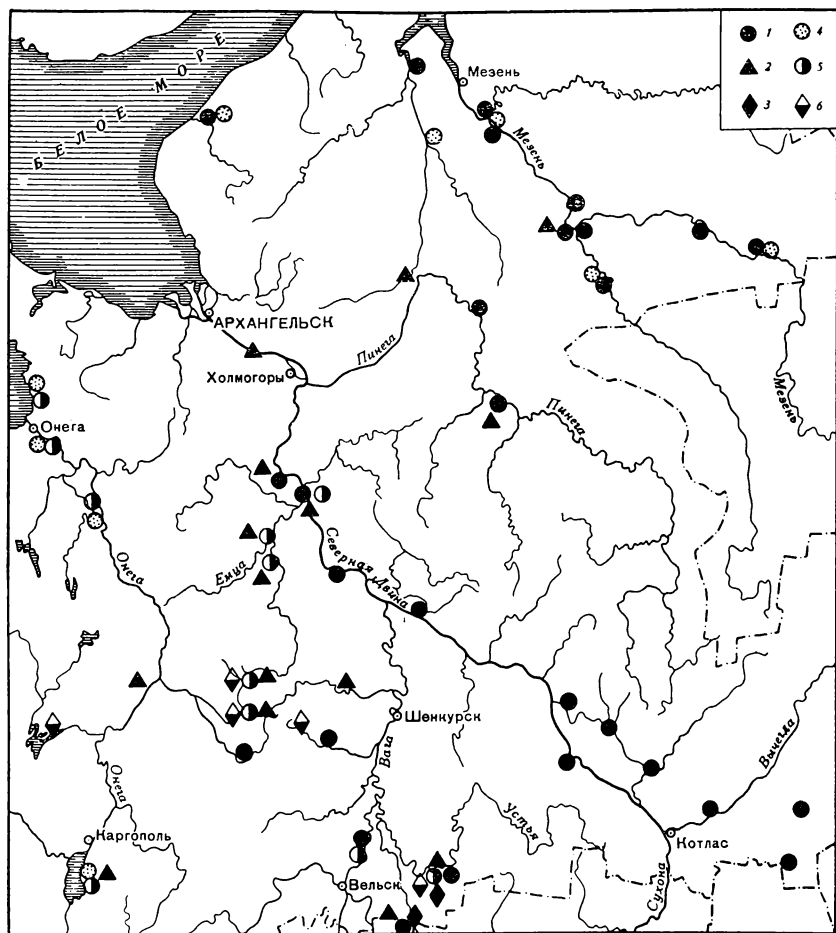 БЕЛОЕ МОРЕ
1 4
2 5
3 6
Мезень
Мезень
АРХАНГЕЛЬСК
Пинега
Холмогоры
Мезень
Онега
Пинега
Северная Двина
Онега
Емца
Шенкурск
Вага
Вычегда
Онега
Устья
Каргополь
Котлас
Вельск
Сухона